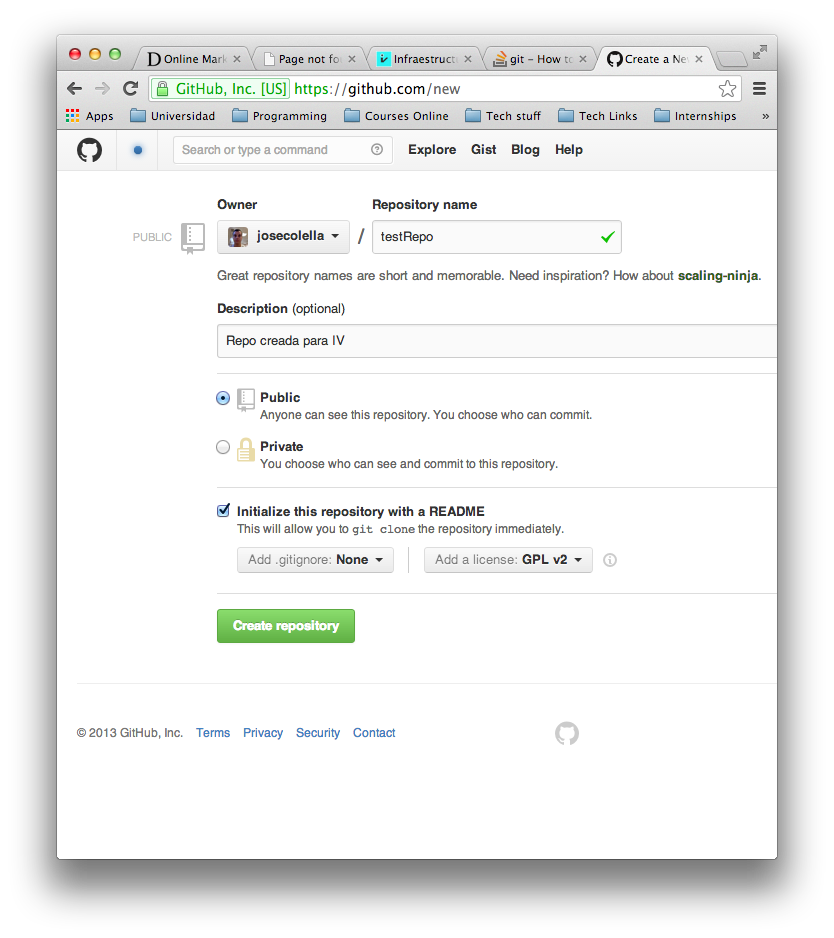 D Online Mark
Page not fo
Infraestruct
git – How to
Create a Ne
GitHub, Inc. [US] https://github.com/new
Apps Universidad Programming Courses Online Tech stuff Tech Links Internships »
Search or type a command Explore Gist Blog Help
Owner Repository name
PUBLIC josecolella / testRepo
Great repository names are short and memorable. Need inspiration? How about scaling-ninja.
Description (optional)
Repo creada para IV
Public
Anyone can see this repository. You choose who can commit.
Private
You choose who can see and commit to this repository.
Initialize this repository with a README
This will allow you to git clone the repository immediately.
Add .gitignore: None Add a license: GPL v2
Create repository
© 2013 GitHub, Inc. Terms Privacy Security Contact